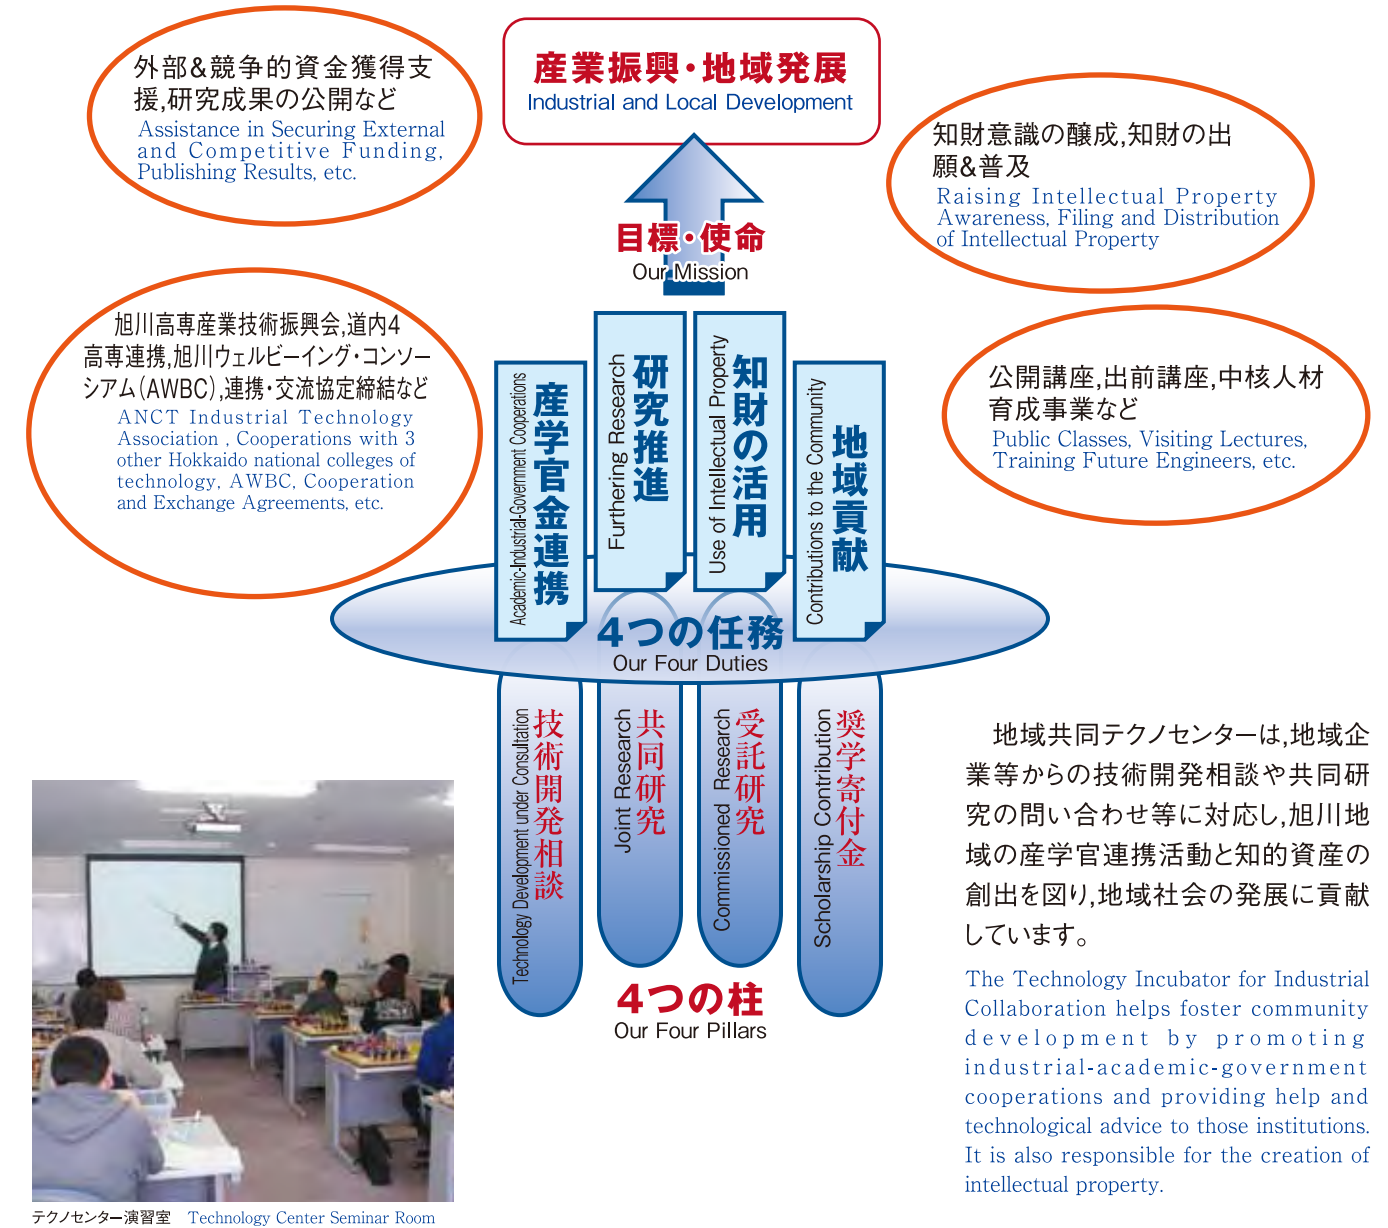 外部&競争的資金獲得支
援,研究成果の公開など
Assistance in Securing External
and Competitive Funding,
Publishing Results, etc.
産業振興・地域発展
Industrial and Local Development
知財意識の醸成,知財の出
願&普及
Raising Intellectual Property
Awareness, Filing and Distribution
of Intellectual Property
目標・使命
Our Mission
旭川高専産業技術振興会,道内4
高専連携,旭川ウェルビーイング・コンソー
シアム(AWBC),連携・交流協定締結など
ANCT Industrial Technology
Association , Cooperations with 3
other Hokkaido national colleges of
technology, AWBC, Cooperation
and Exchange Agreements, etc.
公開講座,出前講座,中核人材
育成事業など
Public Classes, Visiting Lectures,
Training Future Engineers, etc.
産学官金連携
Academic-Industrial-Government Cooperations
研究推進
Furthering Research
知財の活用
Use of Intellectual Property
地域貢献
Contributions to the Community
4つの任務
Our Four Duties
技術開発相談
Technology Development under Consultation
共同研究
Joint Research
受託研究
Commissioned Research
奨学寄付金
Scholarship Contribution
4つの柱
Our Four Pillars
地域共同テクノセンターは,地域企
業等からの技術開発相談や共同研
究の問い合わせ等に対応し,旭川地
域の産学官連携活動と知的資産の
創出を図り,地域社会の発展に貢献
しています。
The Technology Incubator for Industrial
Collaboration helps foster community
development by promoting
industrial-academic-government
cooperations and providing help and
technological advice to those institutions.
It is also responsible for the creation of
intellectual property.
テクノセンター演習室 Technology Center Seminar Room